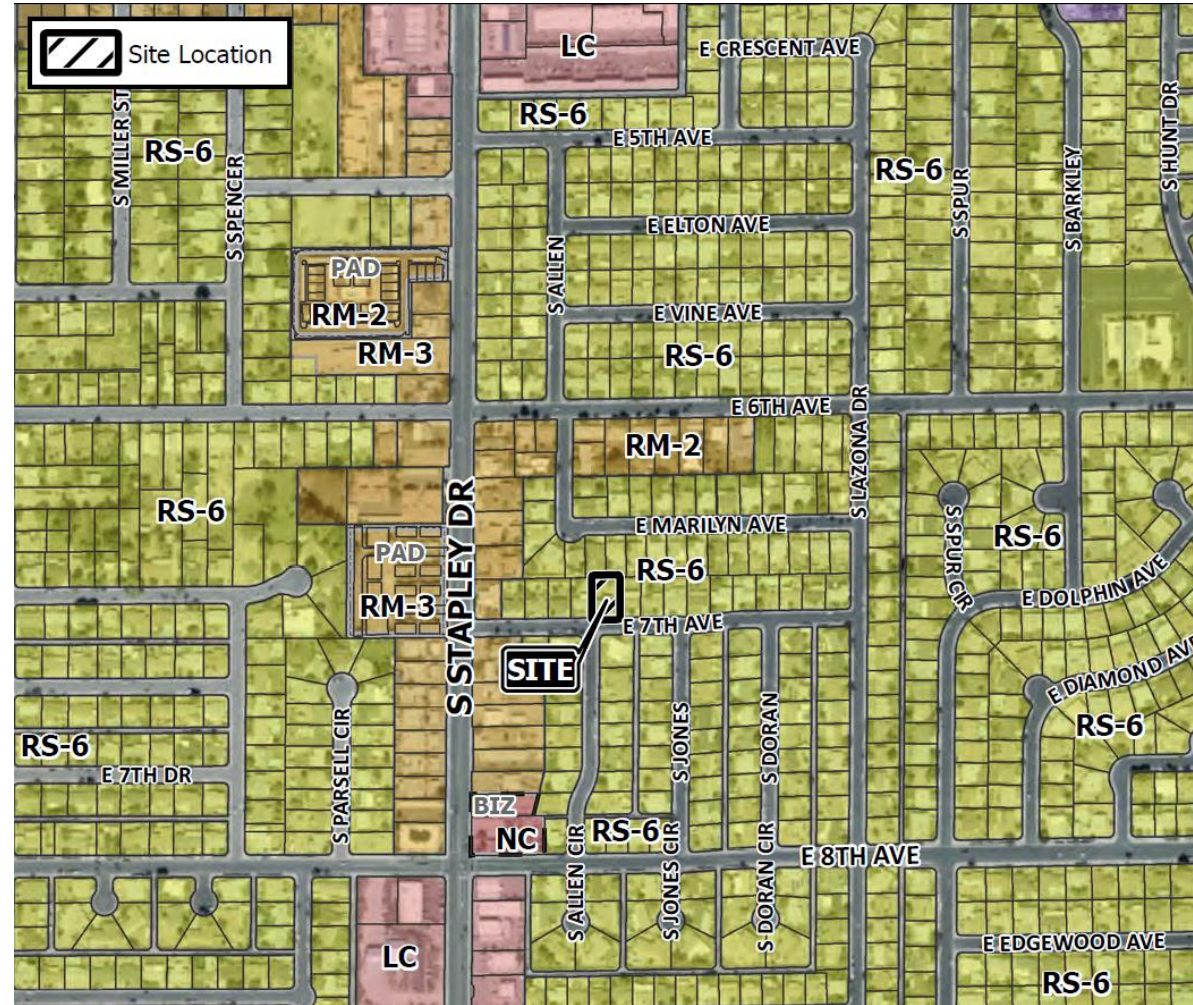 Site Location
LC
E CRESCENT AVE
RS-6
E 5TH AVE
S MILLER ST
RS-6
S SPENCER
RS-6
S SPUR
S BARKLEY
S HUNT DR
E ELTON AVE
S ALLEN
PAD
RM-2
RM-3
E VINE AVE
RS-6
S LAZONA DR
E 6TH AVE
RM-2
S STAPLEY DR
RS-6
E MARILYN AVE
PAD
RM-3
RS-6
S SPUR CIR
RS-6
E DOLPHIN AVE
E 7TH AVE
SITE
E DIAMOND AVE
RS-6
RS-6
E 7TH DR
S PARSELL CIR
S JONES
S DORAN
BIZ
NC
RS-6
E 8TH AVE
S ALLEN CIR
S JONES CIR
S DORAN CIR
LC
E EDGEWOOD AVE
RS-6